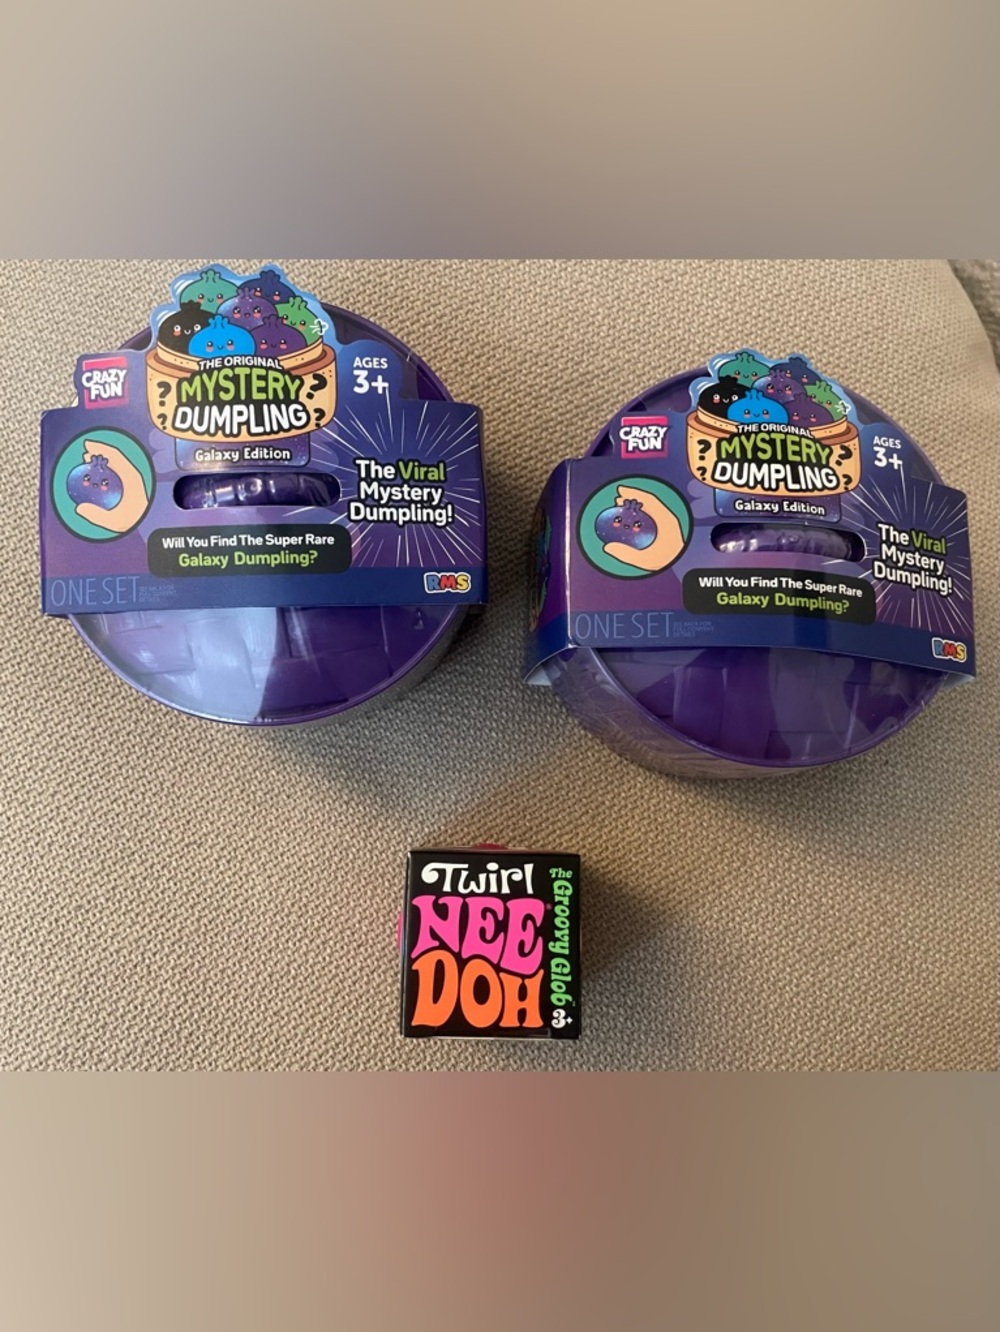 CRAZY
FUN
THE ORIGINAL
MYSTERY
DUMPLING
Galaxy Edition
AGES
3+
The Viral
Mystery
Dumpling!
Will You Find The Super Rare
Galaxy Dumpling?
ONE SET
RMS
CRAZY
FUN
THE ORIGINAL
MYSTERY
DUMPLING
Galaxy Edition
AGES
3+
The Viral
Mystery
Dumpling!
Will You Find The Super Rare
Galaxy Dumpling?
ONE SET
RMS
Twirl
NEE
DOH
The Groovy Glob
3+